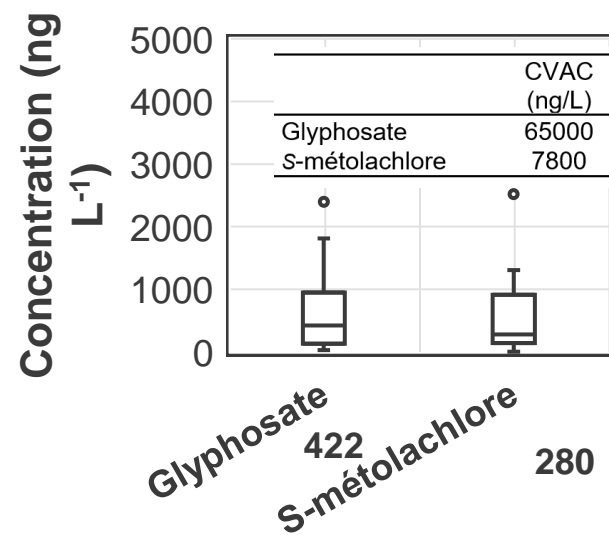 Concentration (ng
L-1)
5000
4000
3000
2000
1000
0
CVAC
(ng/L)
Glyphosate 65000
S-métolachlore 7800
Glyphosate
422
S-métolachlore
280